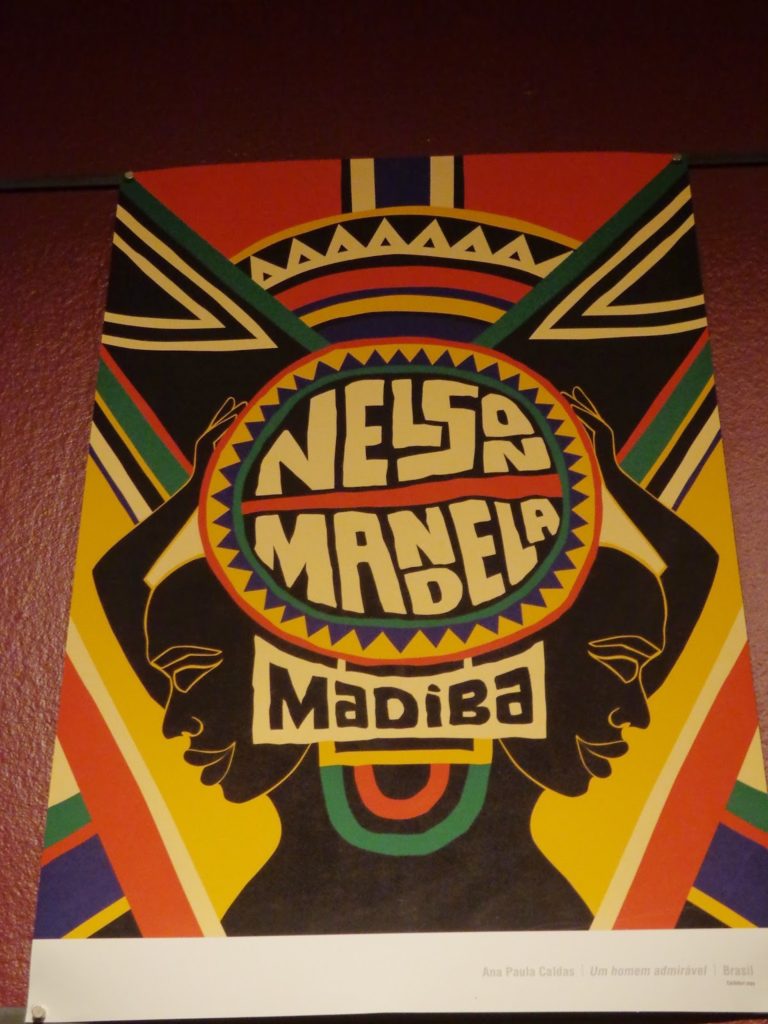 NELSON
MANDELA
MADIBA
Ana Paula Caldas | Um homem admirável | Brasil